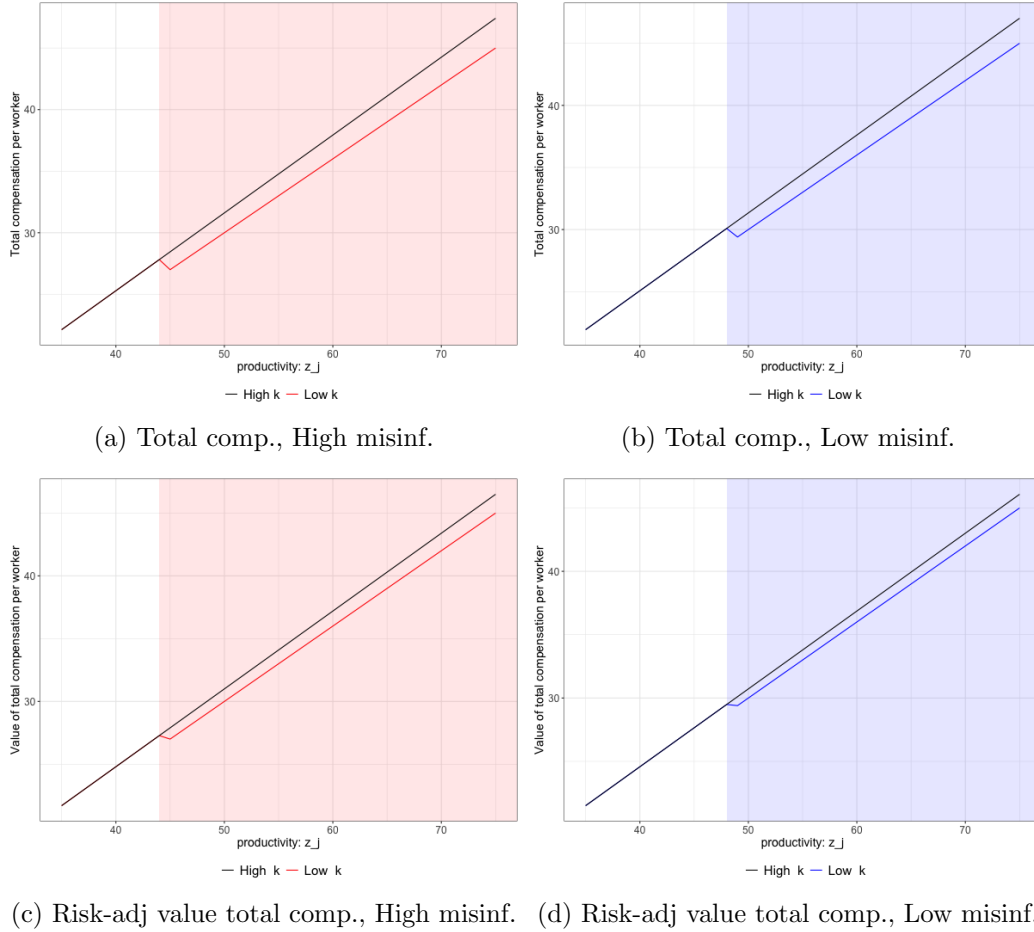 Total compensation per worker
40
30
40
50
60
70
productivity: z_j
High k Low k
(a) Total comp., High misinf.
Total compensation per worker
40
30
40
50
60
70
productivity: z_j
High k Low k
(b) Total comp., Low misinf.
Value of total compensation per worker
40
30
40
50
60
70
productivity: z_j
High k Low k
(c) Risk-adj value total comp., High misinf.
Value of total compensation per worker
40
30
40
50
60
70
productivity: z_j
High k Low k
(d) Risk-adj value total comp., Low misinf.